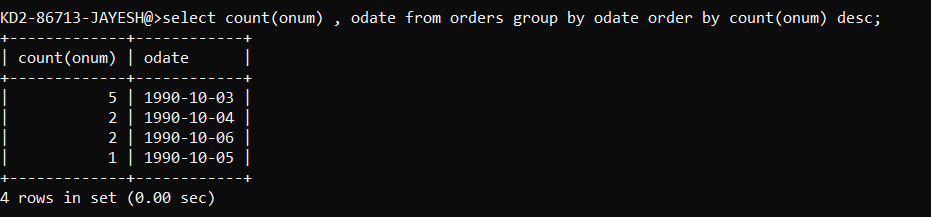 KD2-86713-JAYESH@>select count(onum) , odate from orders group by odate order by count(onum) desc;
+-------------+------------+
| count(onum) | odate      |
+-------------+------------+
|           5 | 1990-10-03 |
|           2 | 1990-10-04 |
|           2 | 1990-10-06 |
|           1 | 1990-10-05 |
+-------------+------------+
4 rows in set (0.00 sec)